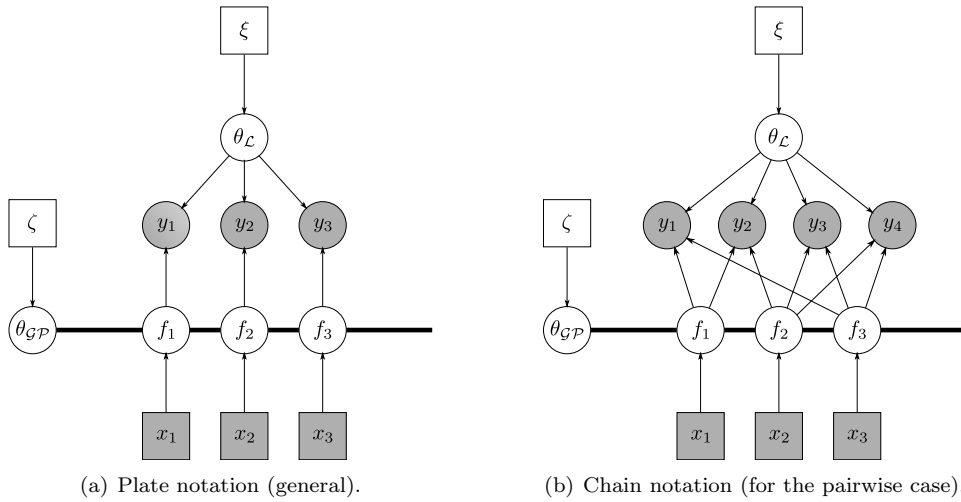 ξ ξ
θ_ℒ θ_ℒ
ζ y₁ y₂ y₃ ζ y₁ y₂ y₃ y₄
θ_𝒢𝒫 f₁ f₂ f₃ θ_𝒢𝒫 f₁ f₂ f₃
x₁ x₂ x₃ x₁ x₂ x₃
(a) Plate notation (general). (b) Chain notation (for the pairwise case)